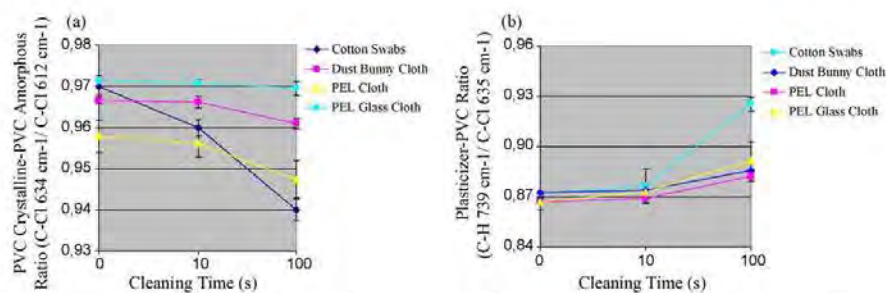 (a)
PVC Crystalline-PVC Amorphous
Ratio (C-Cl 634 cm-1/ C-Cl 612 cm-1)
0,98
0,97
0,96
0,95
0,94
0,93
0
10
100
Cleaning Time (s)
Cotton Swabs
Dust Bunny Cloth
PEL Cloth
PEL Glass Cloth
(b)
Plasticizer-PVC Ratio
(C-H 739 cm-1/ C-Cl 635 cm-1)
0,96
0,93
0,90
0,87
0,84
0
10
100
Cleaning Time (s)
Cotton Swabs
Dust Bunny Cloth
PEL Cloth
PEL Glass Cloth